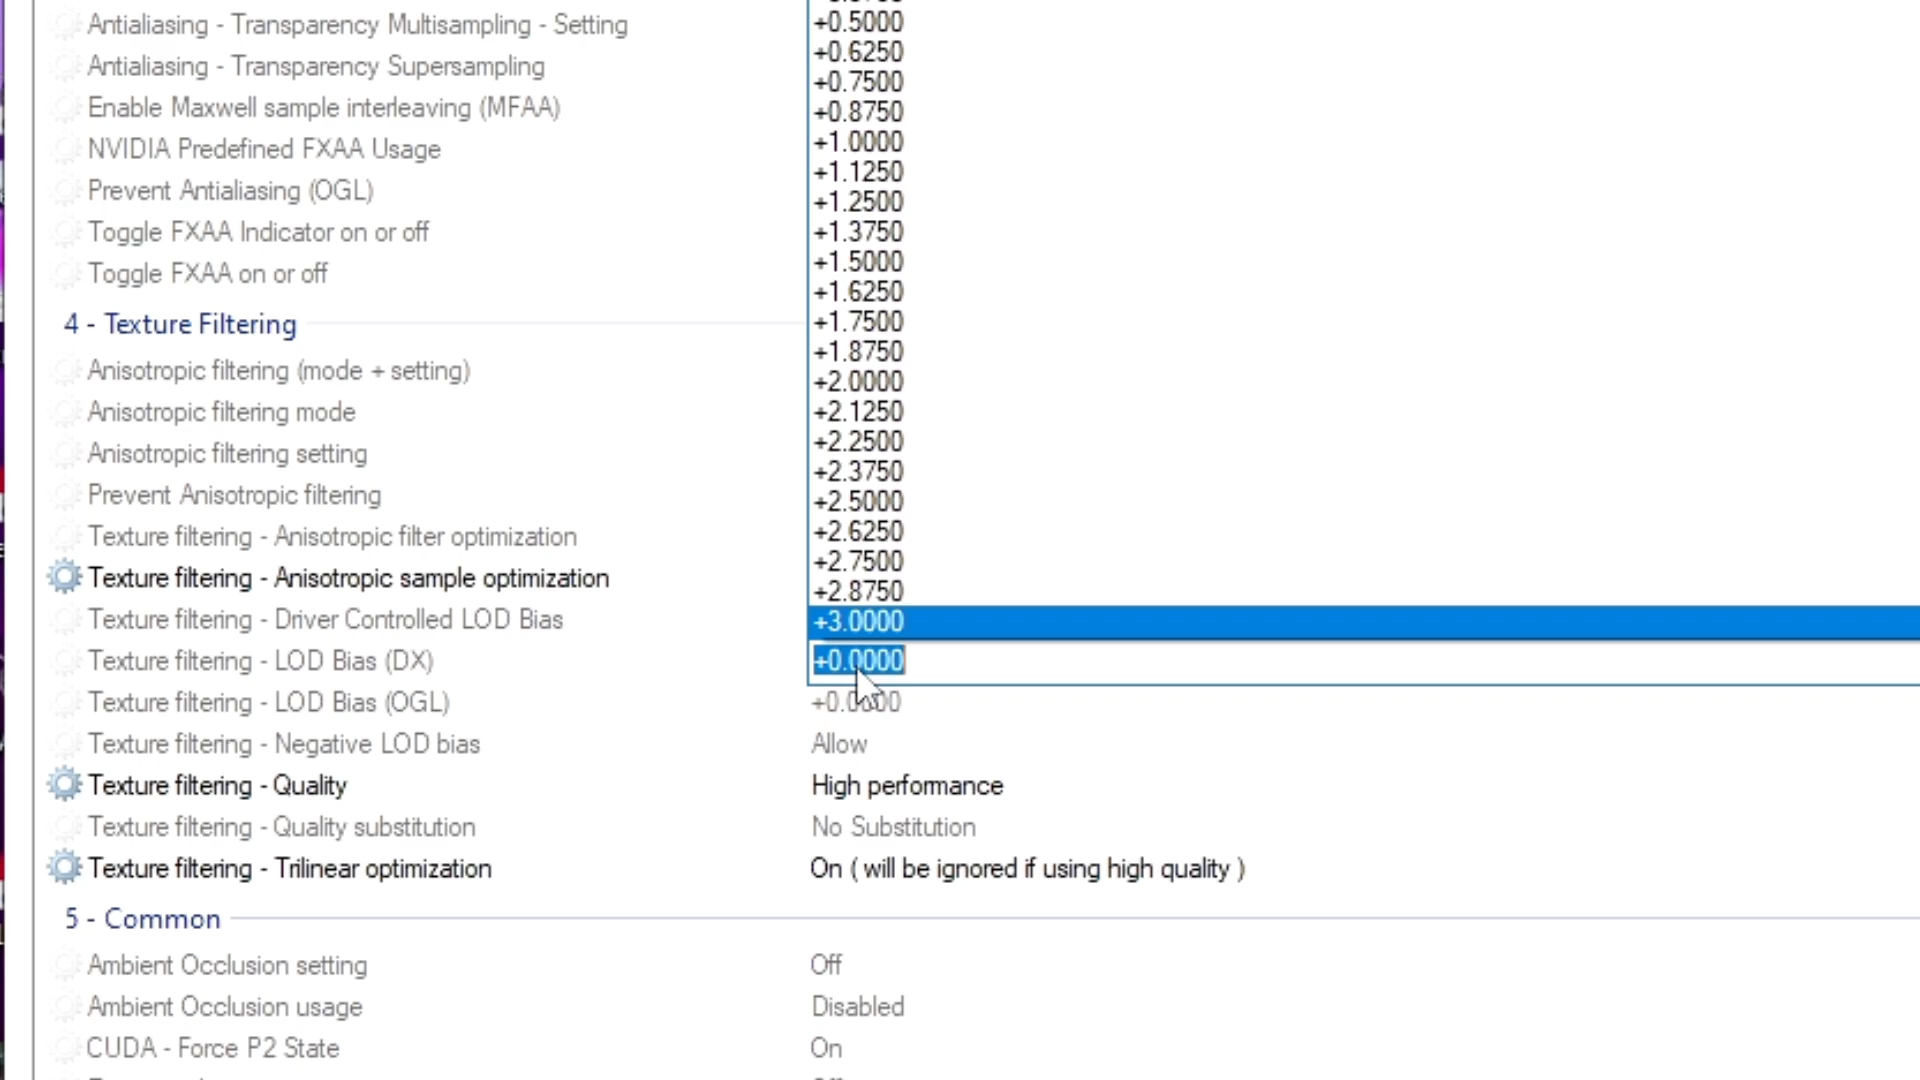 Antialiasing - Transparency Multisampling - Setting
+0.5000
+0.6250
Antialiasing - Transparency Supersampling
+0.7500
Enable Maxwell sample interleaving (MFAA)
+0.8750
+1.0000
NVIDIA Predefined FXAA Usage
+1.1250
Prevent Antialiasing (OGL)
+1.2500
Toggle FXAA Indicator on or off
+1.3750
+1.5000
Toggle FXAA on or off
+1.6250
4 - Texture Filtering
+1.7500
+1.8750
Anisotropic filtering (mode + setting)
+2.0000
Anisotropic filtering mode
+2.1250
+2.2500
Anisotropic filtering setting
+2.3750
Prevent Anisotropic filtering
+2.5000
Texture filtering - Anisotropic filter optimization
+2.6250
+2.7500
Texture filtering - Anisotropic sample optimization
+2.8750
Texture filtering - Driver Controlled LOD Bias
+3.0000
Texture filtering - LOD Bias (DX)
+0.0000
Texture filtering - LOD Bias (OGL)
+0.0000
Texture filtering - Negative LOD bias
Allow
Texture filtering - Quality
High performance
Texture filtering - Quality substitution
No Substitution
Texture filtering - Trilinear optimization
On ( will be ignored if using high quality )
5 - Common
Ambient Occlusion setting
Off
Ambient Occlusion usage
Disabled
CUDA - Force P2 State
On